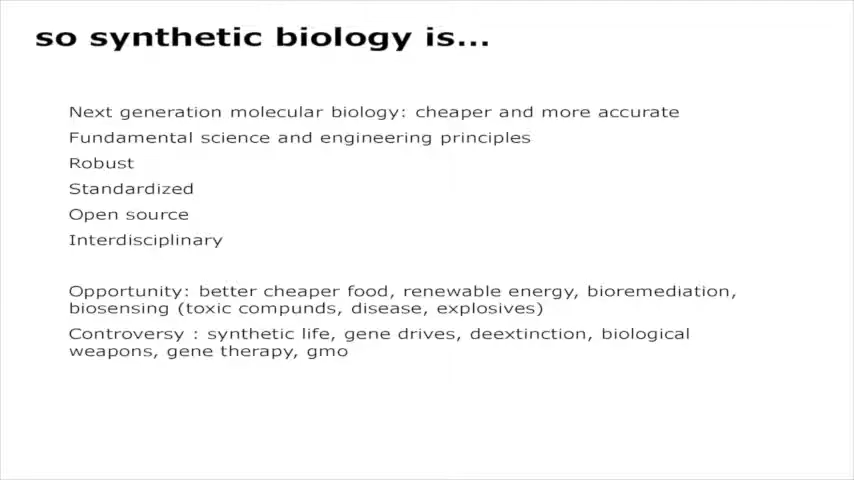 so synthetic biology is...
Next generation molecular biology: cheaper and more accurate
Fundamental science and engineering principles
Robust
Standardized
Open source
Interdisciplinary
Opportunity: better cheaper food, renewable energy, bioremediation,
biosensing (toxic compunds, disease, explosives)
Controversy : synthetic life, gene drives, deextinction, biological
weapons, gene therapy, gmo